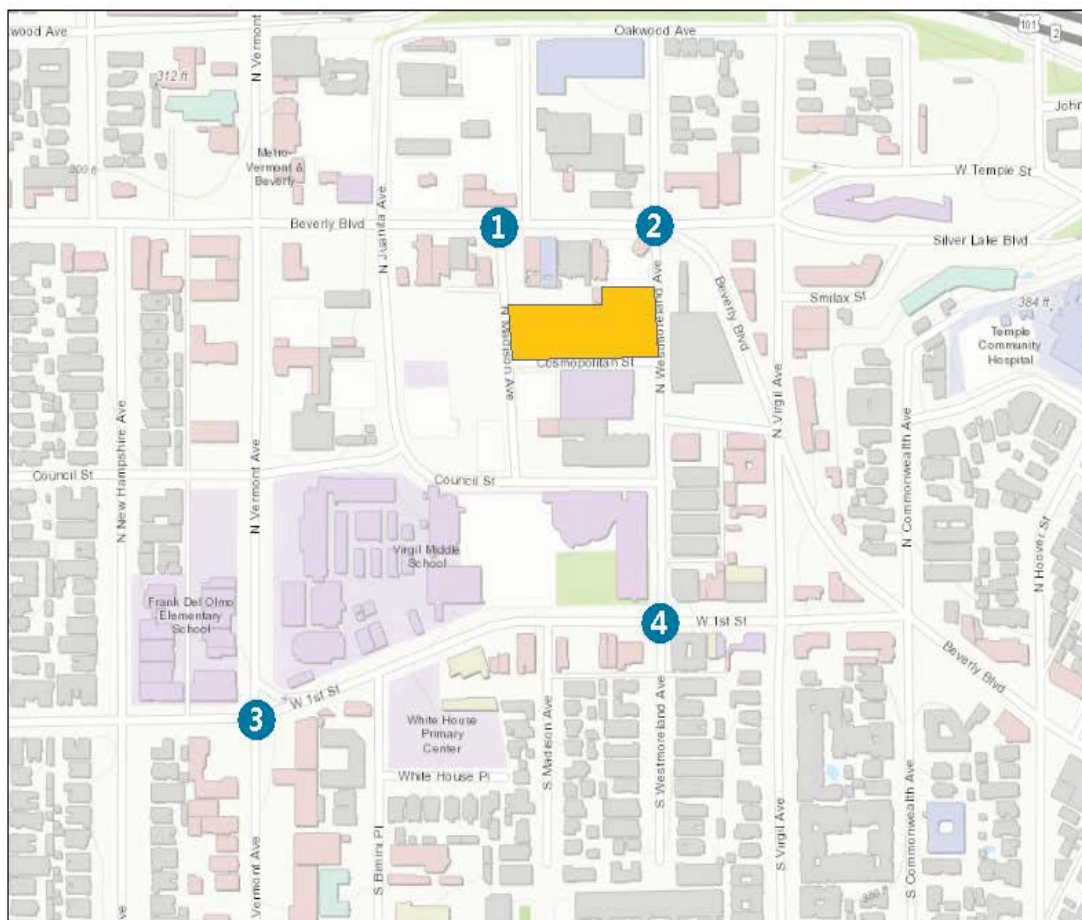 Oakwood Ave
101
2
312 ft
N Vermont
John
300 ft
Metro-
Vermont &
Beverly
N Juanita Ave
W Temple St
1
2
Beverly Blvd
Silver Lake Blvd
N Westmoreland Ave
Beverly Blvd
Smilax St
384 ft
N Madison Ave
Temple
Community
Hospital
Cosmopolitan St
N Virgil Ave
N New Hampshire Ave
N Vermont Ave
N Commonwealth Ave
Council St
Council St
N Hoover St
Virgil Middle
School
Frank Del Olmo
Elementary
School
4
W 1st St
W 1st St
Beverly Blvd
3
White House
Primary
Center
S Madison Ave
S Westmoreland Ave
White House Pl
S Bimini Pl
S Virgil Ave
S Commonwealth Ave
Vermont Ave
ve